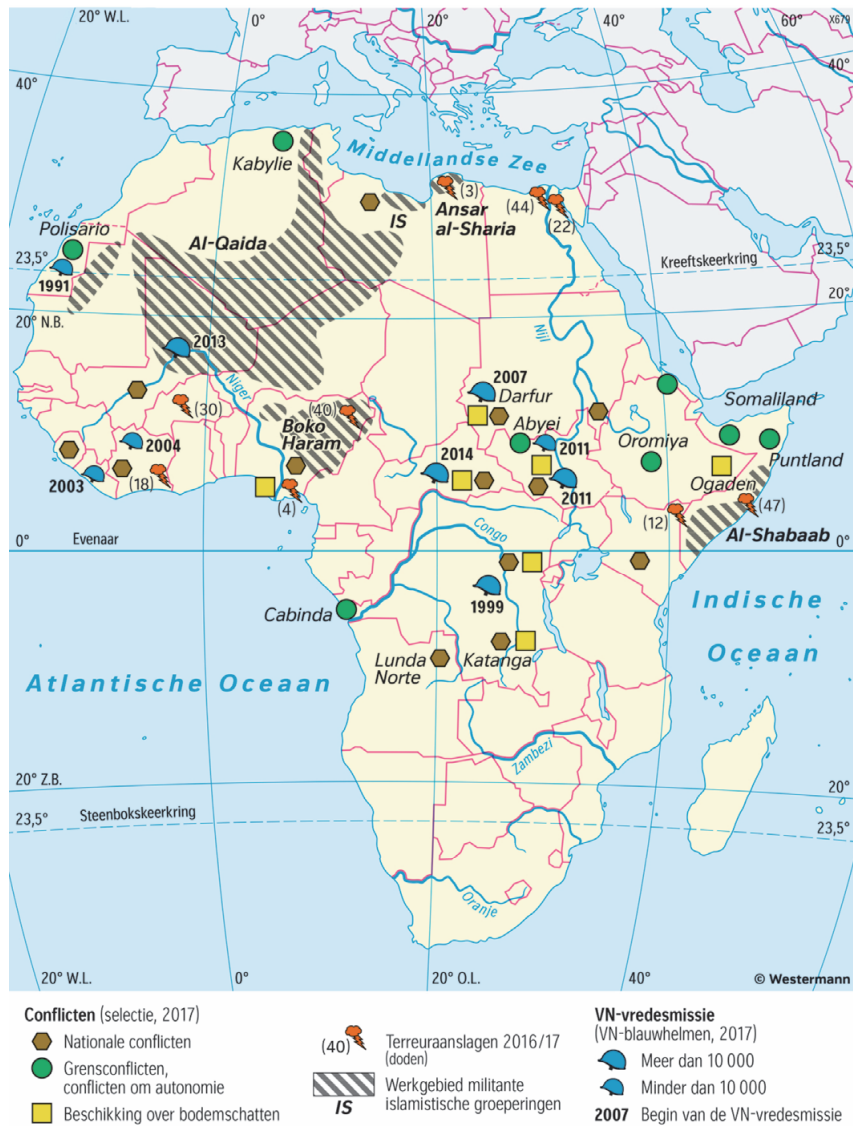 20° W.L.
0°
20°
40°
60°
X679
40°
40°
Middellandse Zee
Kabylie
(3)
(44)
(22)
IS
Ansar
al-Sharia
Polisario
Al-Qaida
23,5°
1991
Kreeftskeerkring
23,5°
20°
20° N.B.
2013
Nijl
Niger
2007
Darfur
Somaliland
(30)
(40)
Boko
Haram
Abyei
2004
2011
Oromiya
Puntland
2014
2003
(18)
2011
Ogaden
(4)
(12)
(47)
Al-Shabaab
0°
Evenaar
0°
Congo
1999
Indische
Oceaan
Cabinda
Lunda
Norte
Katanga
Atlantische Oceaan
Zambezi
20° Z.B.
20°
Steenbokskeerkring
23,5°
23,5°
Oranje
20° W.L.
0°
20° O.L.
40°
© Westermann
Conflicten (selectie, 2017)
Nationale conflicten
Grensconflicten,
conflicten om autonomie
Beschikking over bodemschatten
(40)
Terreuraanslagen 2016/17
(doden)
Werkgebied militante
islamistische groeperingen
IS
VN-vredesmissie
(VN-blauwhelmen, 2017)
Meer dan 10 000
Minder dan 10 000
2007 Begin van de VN-vredesmissie